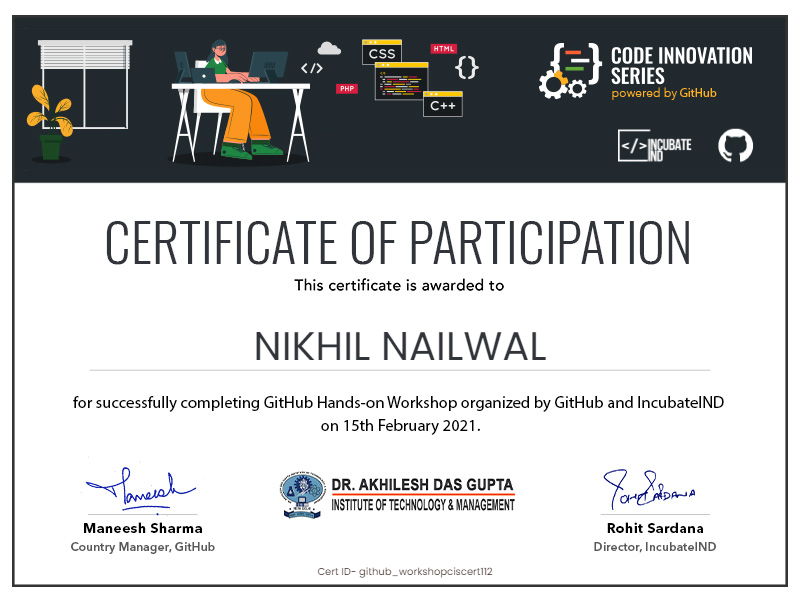 CSS
HTML
</>
{}
PHP
C++
CODE INNOVATION
SERIES
powered by GitHub
</>INCUBATE
IND
CERTIFICATE OF PARTICIPATION
This certificate is awarded to
NIKHIL NAILWAL
for successfully completing GitHub Hands-on Workshop organized by GitHub and IncubateIND
on 15th February 2021.
DR. AKHILESH DAS GUPTA
INSTITUTE OF TECHNOLOGY & MANAGEMENT
Maneesh Sharma
Country Manager, GitHub
Rohit Sardana
Director, IncubateIND
Cert ID- github_workshopciscert112